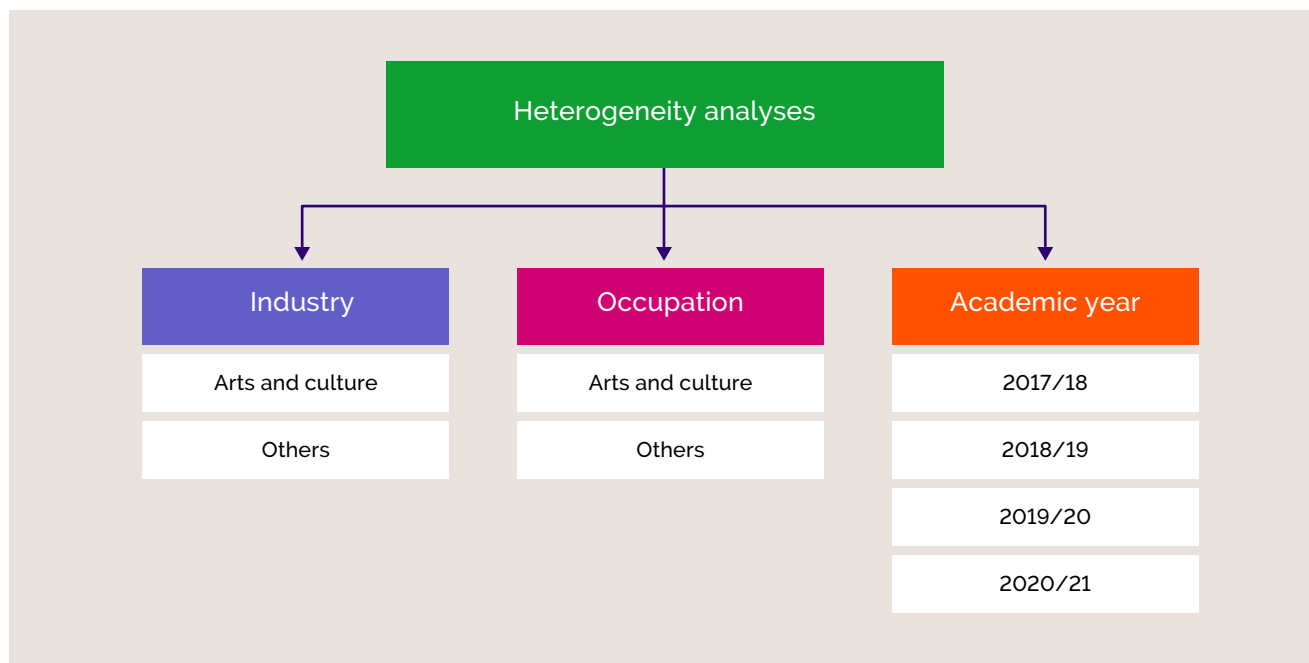 Heterogeneity analyses
Industry
Arts and culture
Others
Occupation
Arts and culture
Others
Academic year
2017/18
2018/19
2019/20
2020/21